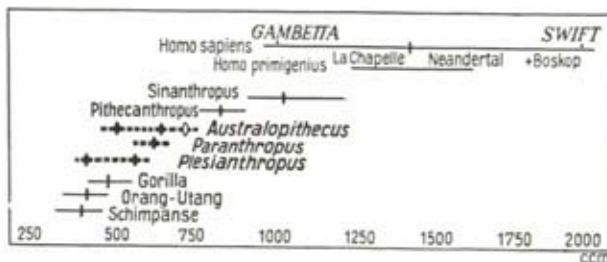 GAMBETTA SWIFT
Homo sapiens
Homo primigenius La Chapelle Neandertal +Boskop
Sinanthropus
Pithecanthropus
Australopithecus
Paranthropus
Plesianthropus
Gorilla
Orang-Utang
Schimpanse
250 500 750 1000 1250 1500 1750 2000
ccm